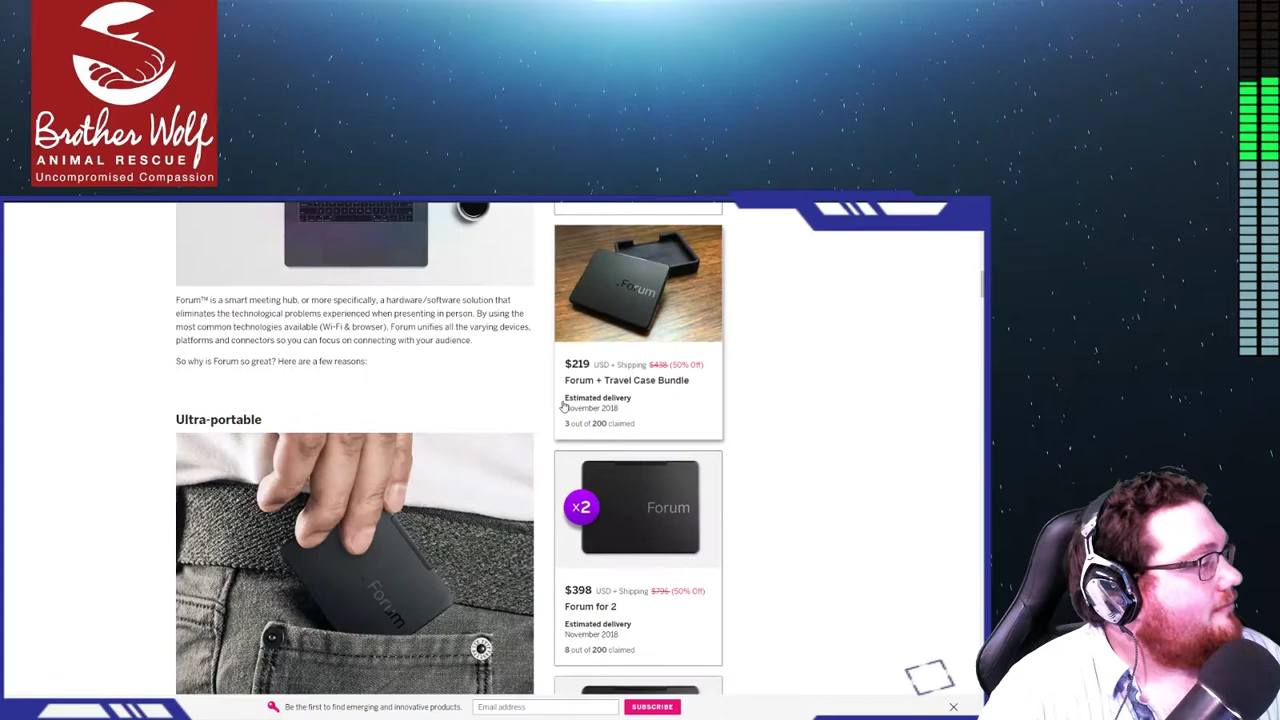 Brother Wolf
ANIMAL RESCUE
Uncompromised Compassion
Forum™ is a smart meeting hub, or more specifically, a hardware/software solution that
eliminates the technological problems experienced when presenting in person. By using the
most common technologies available (Wi-Fi & browser). Forum unifies all the varying devices,
platforms and connectors so you can focus on connecting with your audience.
So why is Forum so great? Here are a few reasons:
Ultra-portable
Forum
Forum
$219 USD + Shipping $438 (50% Off)
Forum + Travel Case Bundle
Estimated delivery
November 2018
3 out of 200 claimed
x2
Forum
$398 USD + Shipping $796 (50% Off)
Forum for 2
Estimated delivery
November 2018
8 out of 200 claimed
Be the first to find emerging and innovative products.
Email address
SUBSCRIBE